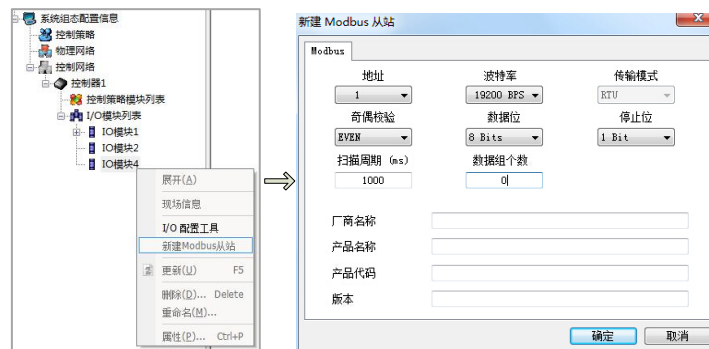 系统组态配置信息
控制策略
物理网络
控制网络
控制器1
控制策略模块列表
I/O模块列表
IO模块1
IO模块2
IO模块4
展开(A)
现场信息
I/O 配置工具
新建Modbus从站
更新(U) F5
删除(D)... Delete
重命名(M)...
属性(P)... Ctrl+P
新建 Modbus 从站
Modbus
地址 波特率 传输模式
1 19200 BPS RTU
奇偶校验 数据位 停止位
EVEN 8 Bits 1 Bit
扫描周期 (ms) 数据组个数
1000 0
厂商名称
产品名称
产品代码
版本
确定 取消